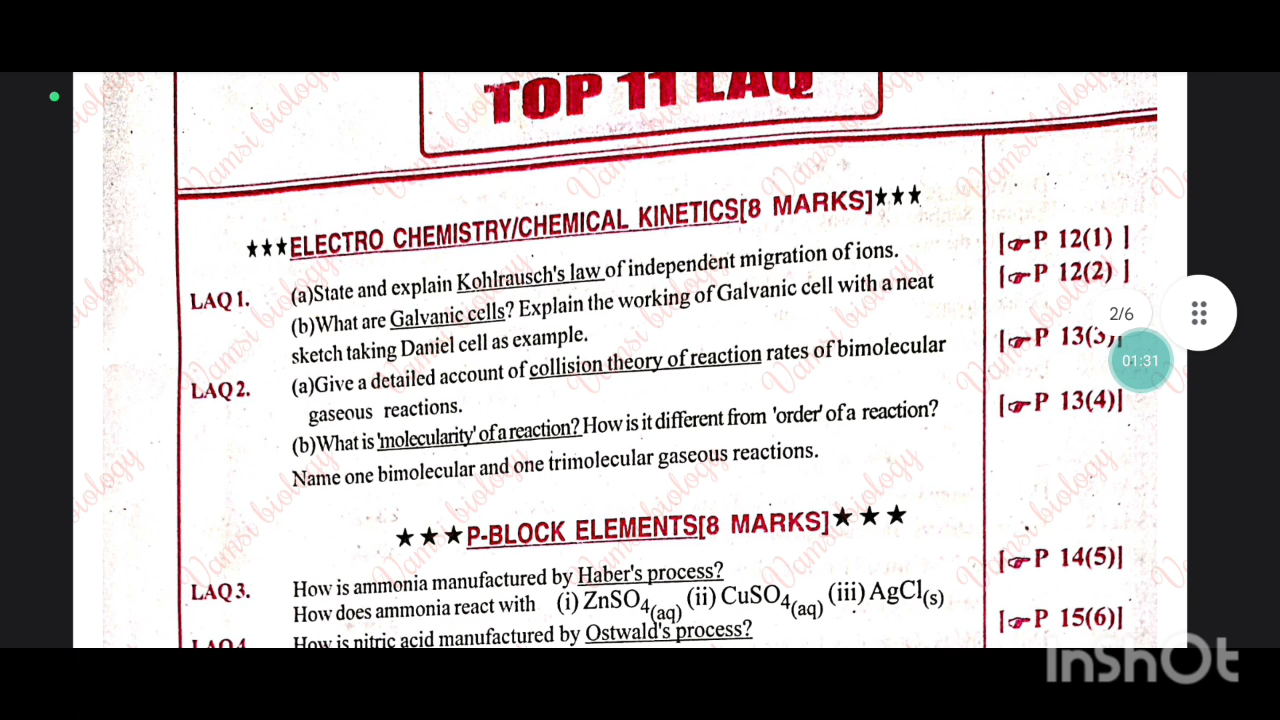 TOP 11 LAQ
★★★ELECTRO CHEMISTRY/CHEMICAL KINETICS[8 MARKS]★★★
LAQ 1. (a)State and explain Kohlrausch's law of independent migration of ions. [☞P 12(1) ]
(b)What are Galvanic cells? Explain the working of Galvanic cell with a neat [☞P 12(2) ]
sketch taking Daniel cell as example.
2/6
LAQ 2. (a)Give a detailed account of collision theory of reaction rates of bimolecular [☞P 13(3)]
gaseous reactions.
01:31
(b)What is 'molecularity' of a reaction? How is it different from 'order' of a reaction? [☞P 13(4)]
Name one bimolecular and one trimolecular gaseous reactions.
★★★P-BLOCK ELEMENTS[8 MARKS]★★★
LAQ 3. How is ammonia manufactured by Haber's process? [☞P 14(5)]
How does ammonia react with (i) ZnSO4(aq) (ii) CuSO4(aq) (iii) AgCl(s)
LAQ 4 How is nitric acid manufactured by Ostwald's process? [☞P 15(6)]
Vamsi biology
InShOt